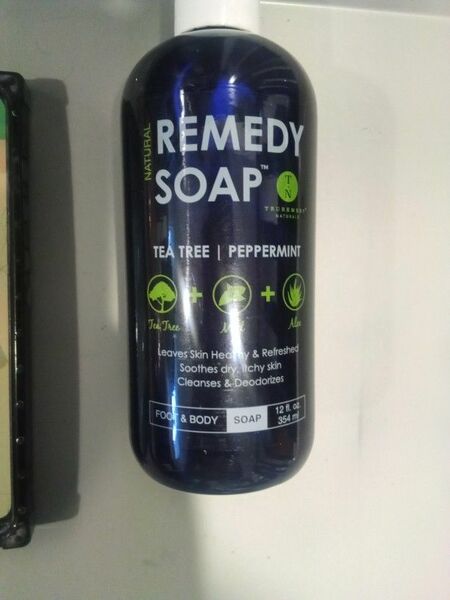 NATURAL
REMEDY
SOAP™
T
N
TRUREMEDY®
NATURALS
TEA TREE | PEPPERMINT
+ +
Tea Tree Mint Aloe
Leaves Skin Healthy & Refreshed
Soothes dry, itchy skin
Cleanses & Deodorizes
FOOT & BODY SOAP 12 fl. oz.
354 ml